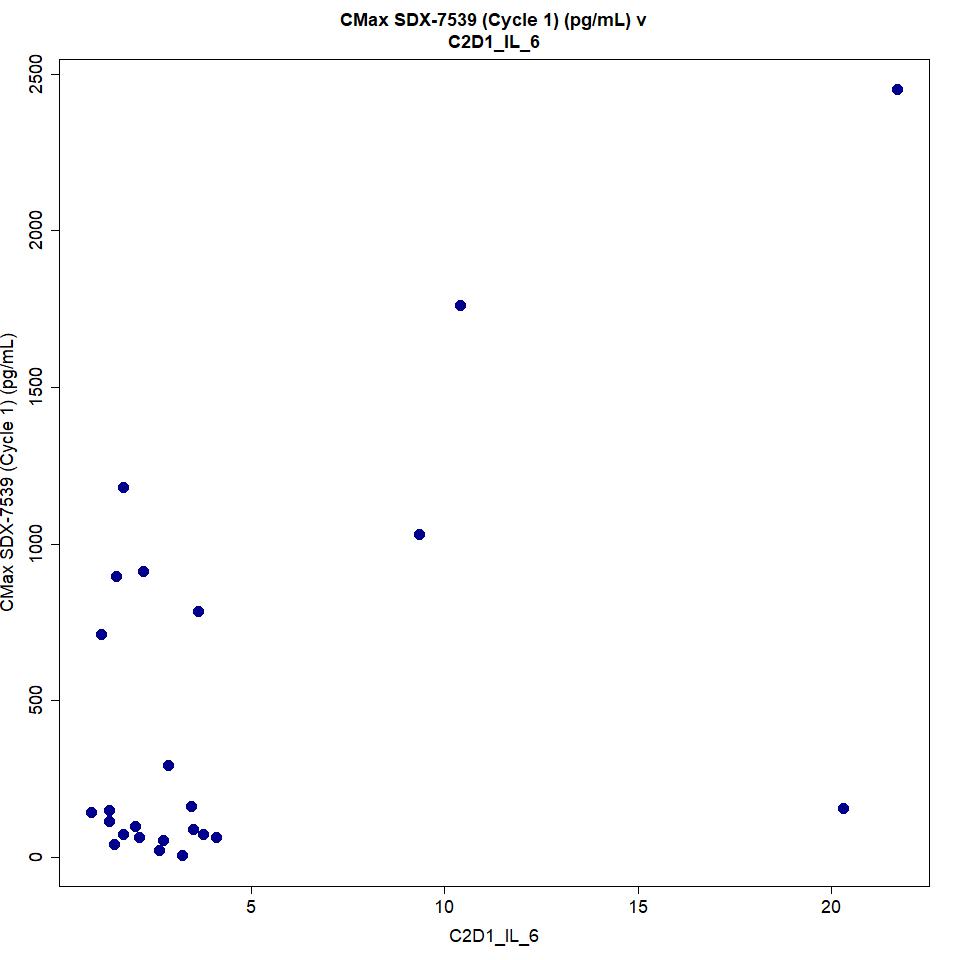 CMax SDX-7539 (Cycle 1) (pg/mL) v
C2D1_IL_6
2500
2000
1500
1000
500
0
CMax SDX-7539 (Cycle 1) (pg/mL)
5
10
15
20
C2D1_IL_6